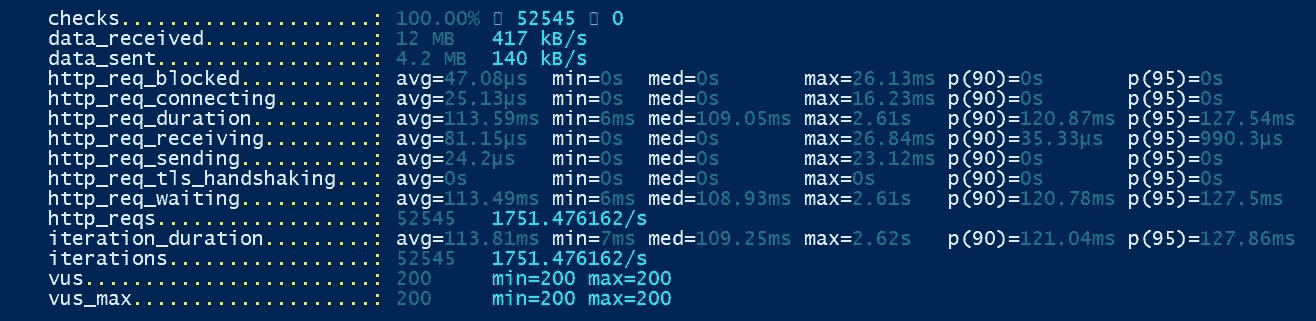 checks.....................: 100.00% ▯ 52545 ▯ 0
data_received..............: 12 MB   417 kB/s
data_sent..................: 4.2 MB  140 kB/s
http_req_blocked...........: avg=47.08µs  min=0s  med=0s       max=26.13ms p(90)=0s       p(95)=0s
http_req_connecting........: avg=25.13µs  min=0s  med=0s       max=16.23ms p(90)=0s       p(95)=0s
http_req_duration..........: avg=113.59ms min=6ms med=109.05ms max=2.61s   p(90)=120.87ms p(95)=127.54ms
http_req_receiving.........: avg=81.15µs  min=0s  med=0s       max=26.84ms p(90)=35.33µs  p(95)=990.3µs
http_req_sending...........: avg=24.2µs   min=0s  med=0s       max=23.12ms p(90)=0s       p(95)=0s
http_req_tls_handshaking...: avg=0s       min=0s  med=0s       max=0s      p(90)=0s       p(95)=0s
http_req_waiting...........: avg=113.49ms min=6ms med=108.93ms max=2.61s   p(90)=120.78ms p(95)=127.5ms
http_reqs..................: 52545   1751.476162/s
iteration_duration.........: avg=113.81ms min=7ms med=109.25ms max=2.62s   p(90)=121.04ms p(95)=127.86ms
iterations.................: 52545   1751.476162/s
vus........................: 200     min=200 max=200
vus_max....................: 200     min=200 max=200